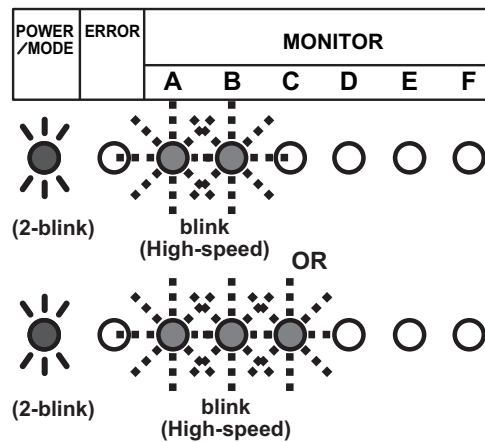 POWER
/MODE
ERROR
MONITOR
A B C D E F
(2-blink)
blink
(High-speed)
OR
(2-blink)
blink
(High-speed)